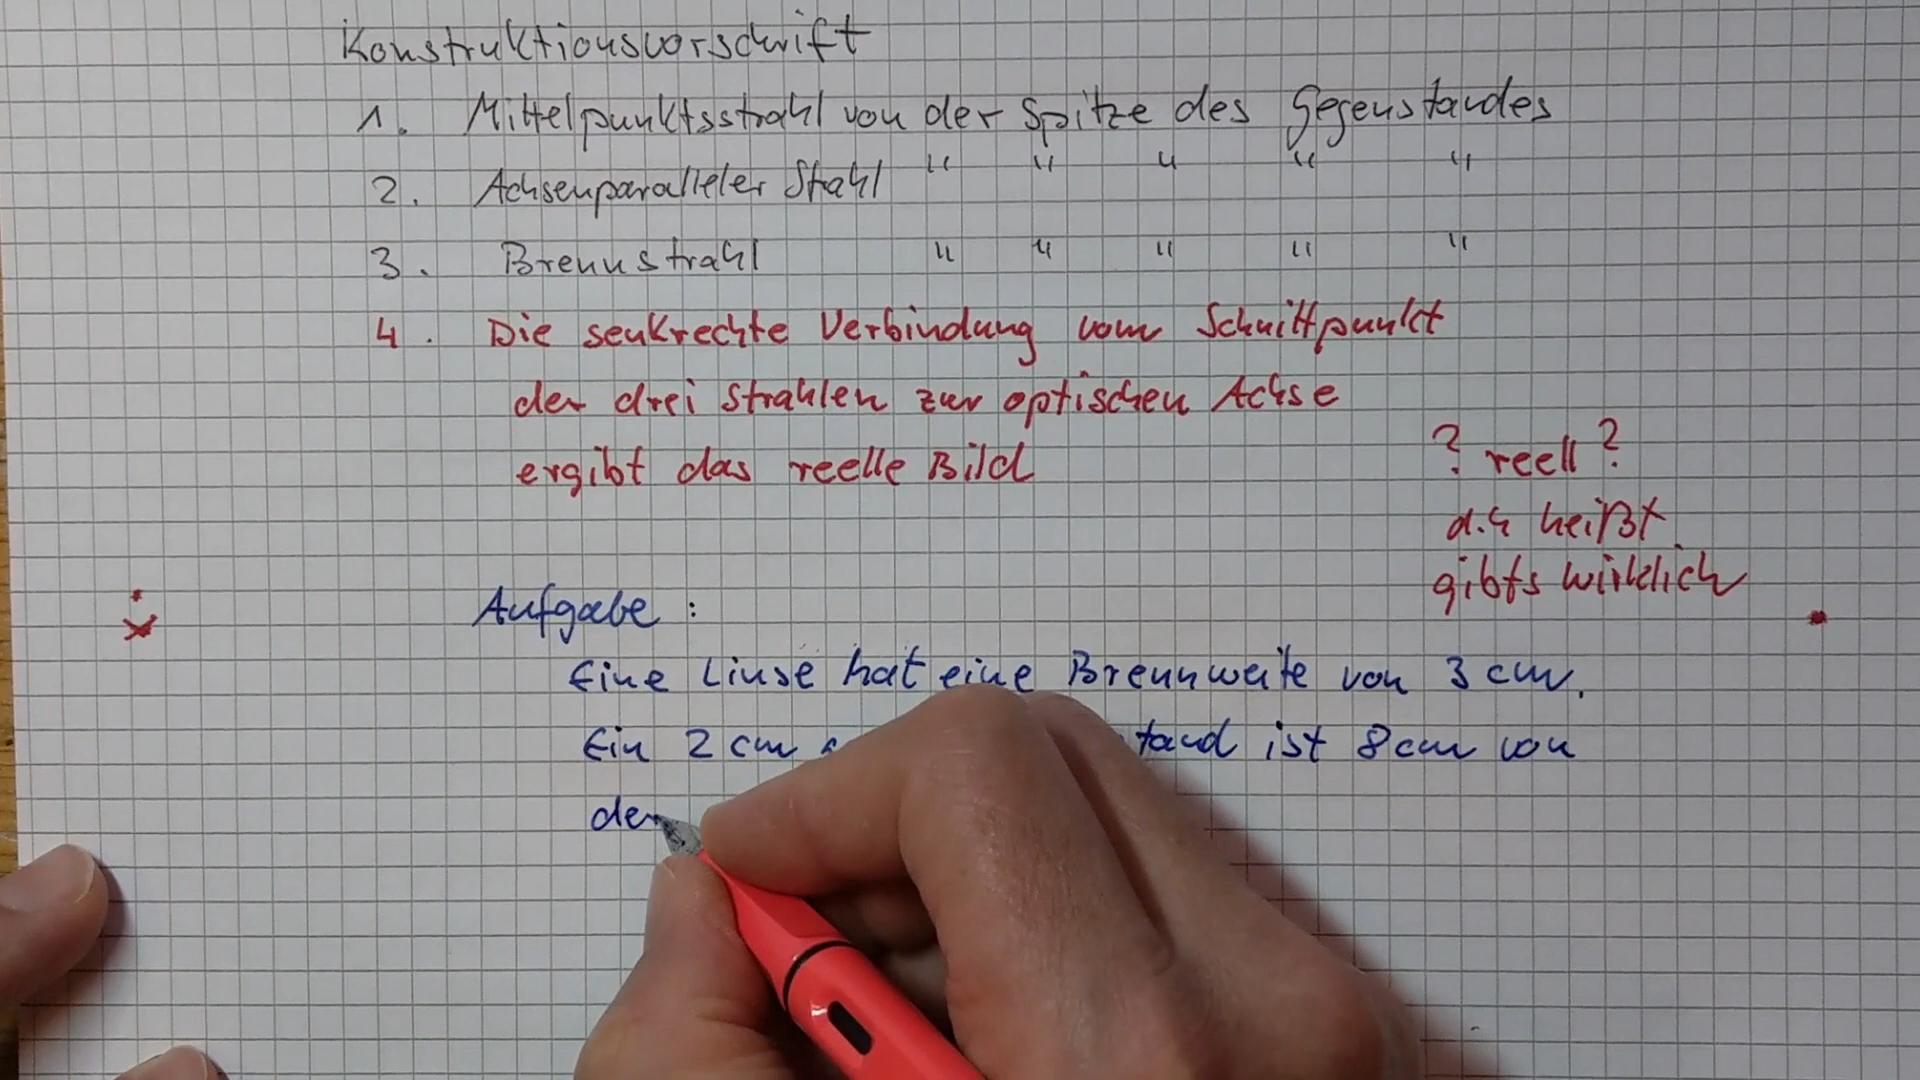 Konstruktionsvorschrift
1. Mittelpunktsstrahl von der Spitze des Gegenstandes
2. Achsenparalleler Strahl " " " " "
3. Brennstrahl " " " " "
4. Die senkrechte Verbindung vom Schnittpunkt
der drei Strahlen zur optischen Achse
ergibt das reelle Bild
? reell ?
d.h heißt
gibts wirklich
Aufgabe :
Eine Linse hat eine Brennweite von 3 cm.
Ein 2 cm tand ist 8 cm von
der